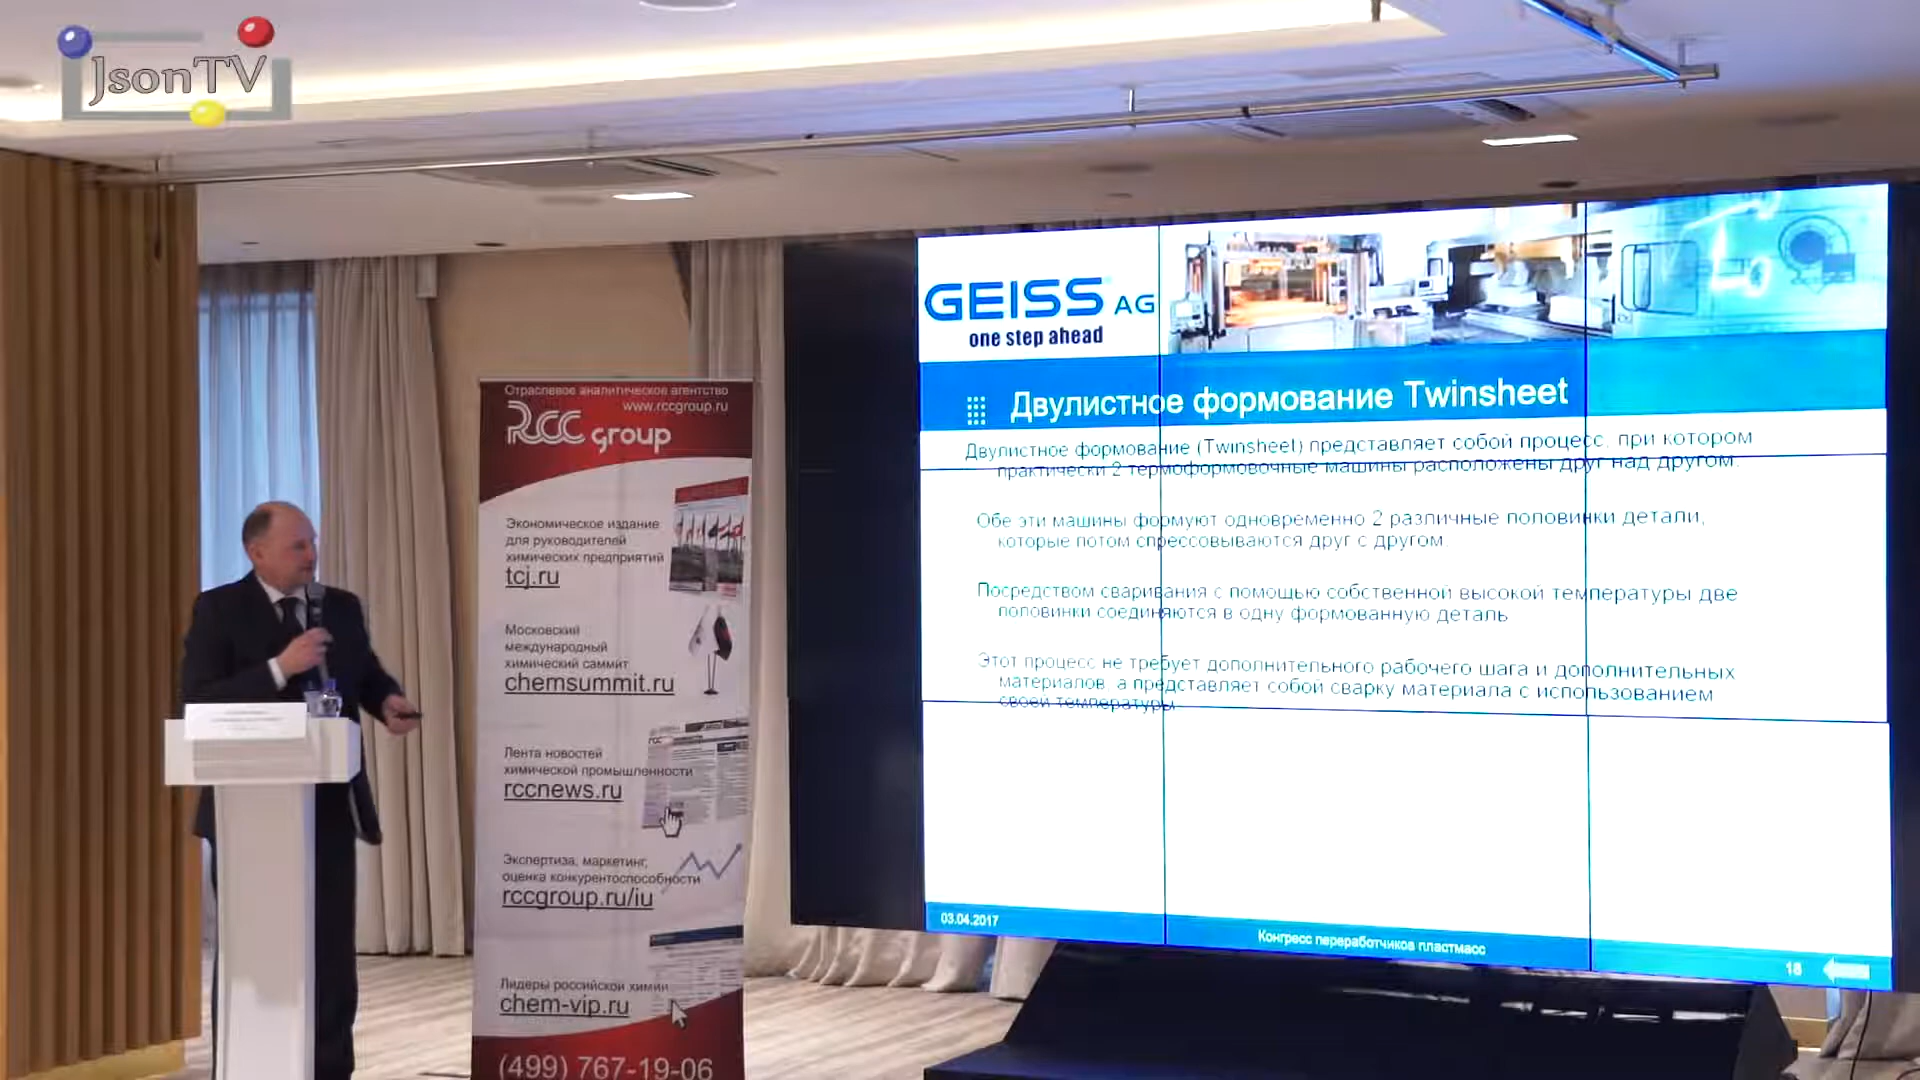 JsonTV
Отраслевое аналитическое агентство
www.rccgroup.ru
RCC group
Экономическое издание
для руководителей
химических предприятий
tcj.ru
Московский
международный
химический саммит
chemsummit.ru
Лента новостей
химической промышленности
rccnews.ru
Экспертиза, маркетинг,
оценка конкурентоспособности
rccgroup.ru/iu
Лидеры российской химии
chem-vip.ru
(499) 767-19-06
GEISS AG
one step ahead
Двулистное формование Twinsheet
Двулистное формование (Twinsheet) представляет собой процесс, при котором
практически 2 термоформовочные машины расположены друг над другом.
Обе эти машины формуют одновременно 2 различные половинки детали,
которые потом спрессовываются друг с другом.
Посредством сваривания с помощью собственной высокой температуры две
половинки соединяются в одну формованную деталь
Этот процесс не требует дополнительного рабочего шага и дополнительных
материалов, а представляет собой сварку материала с использованием
своей температуры
03.04.2017
Конгресс переработчиков пластмасс